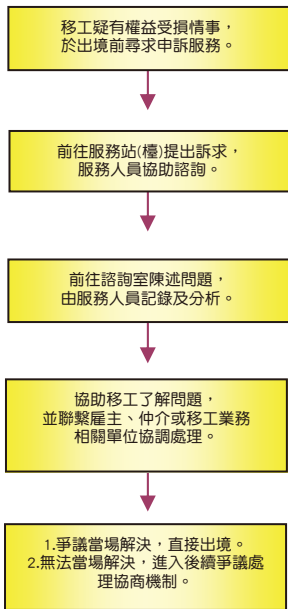 移工疑有權益受損情事，
於出境前尋求申訴服務。
前往服務站(檯)提出訴求，
服務人員協助諮詢。
前往諮詢室陳述問題，
由服務人員記錄及分析。
協助移工了解問題，
並聯繫雇主、仲介或移工業務
相關單位協調處理。
1.爭議當場解決，直接出境。
2.無法當場解決，進入後續爭議處
理協商機制。